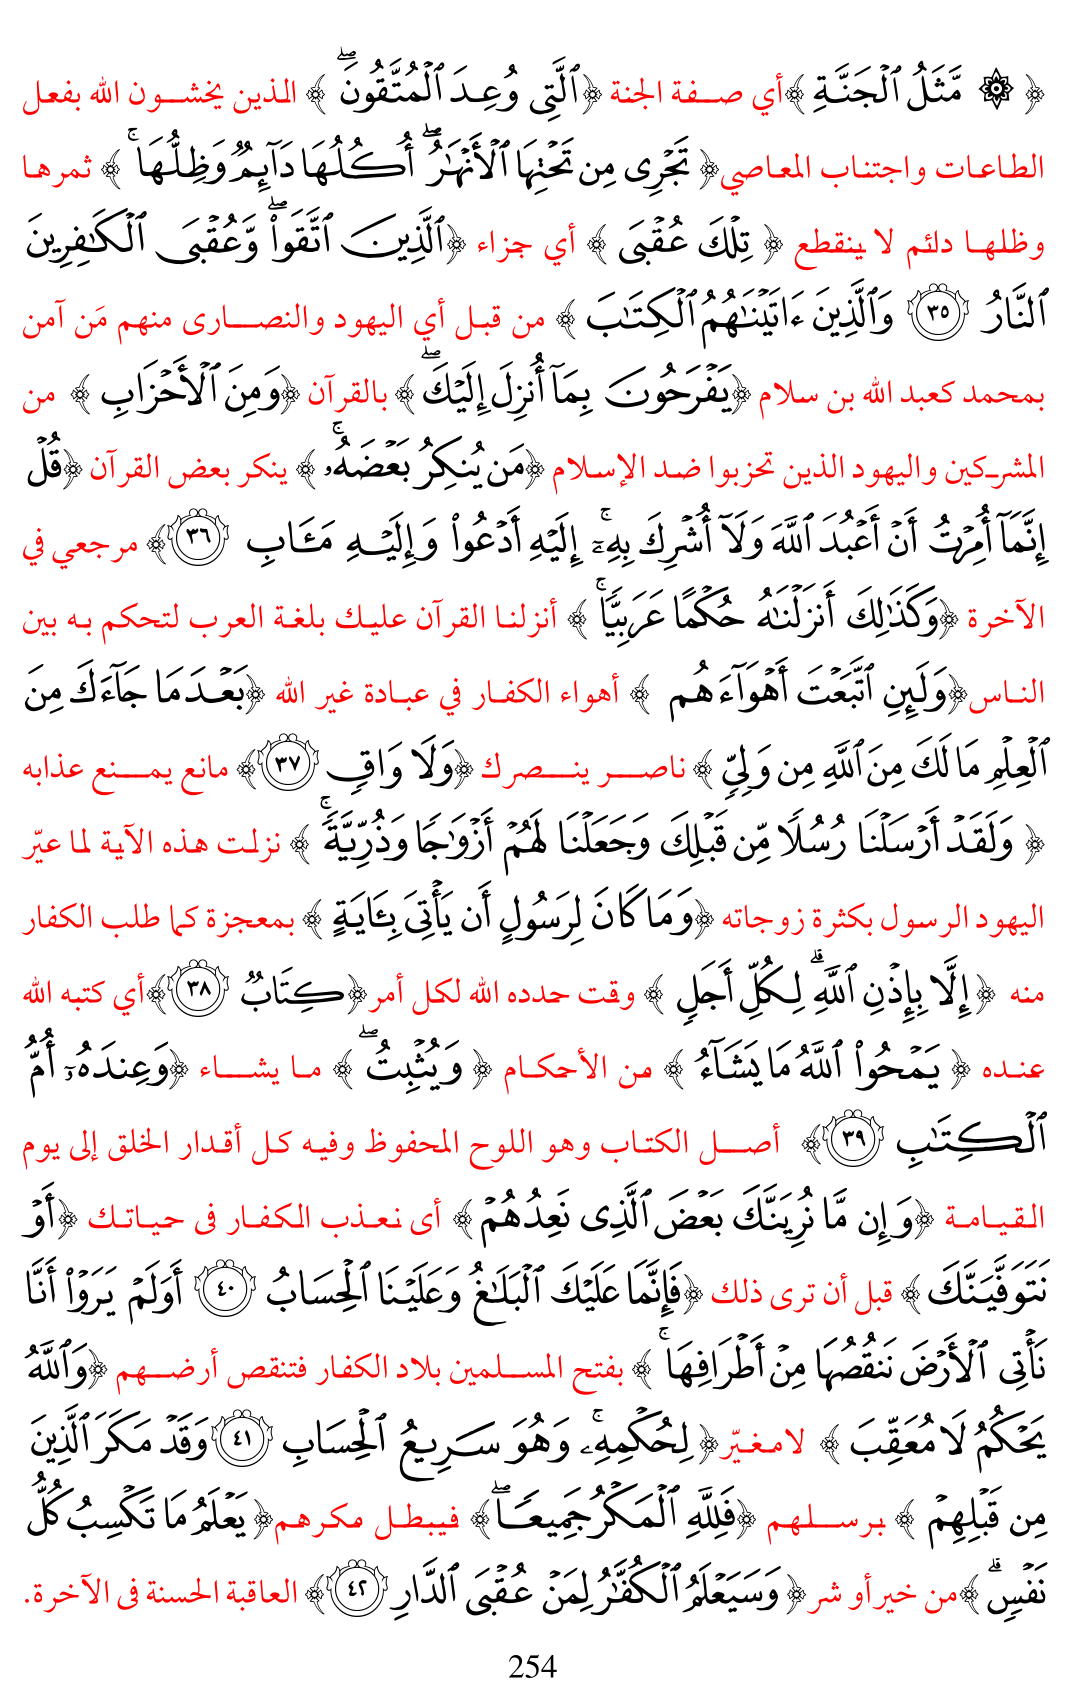 ﴿ ۞ مَّثَلُ ٱلْجَنَّةِ ﴾أي صفة الجنة ﴿ٱلَّتِى وُعِدَ ٱلْمُتَّقُونَۖ ﴾ الذين يخشون الله بفعل
الطاعات واجتناب المعاصي﴿ تَجْرِى مِن تَحْتِهَا ٱلْأَنْهَٰرُۖ أُكُلُهَا دَآئِمٌ وَظِلُّهَاۚ ﴾ ثمرها
وظلها دائم لا ينقطع ﴿ تِلْكَ عُقْبَى ﴾ أي جزاء ﴿ٱلَّذِينَ ٱتَّقَوا۟ۖ وَّعُقْبَى ٱلْكَٰفِرِينَ
ٱلنَّارُ ٣٥ وَٱلَّذِينَ ءَاتَيْنَٰهُمُ ٱلْكِتَٰبَ ﴾ من قبل أي اليهود والنصارى منهم مَن آمن
بمحمد كعبد الله بن سلام ﴿يَفْرَحُونَ بِمَآ أُنزِلَ إِلَيْكَۖ ﴾ بالقرآن ﴿وَمِنَ ٱلْأَحْزَابِ ﴾ من
المشركين واليهود الذين تحزبوا ضد الإسلام ﴿مَن يُنكِرُ بَعْضَهُۥۚ ﴾ ينكر بعض القرآن ﴿قُلْ
إِنَّمَآ أُمِرْتُ أَنْ أَعْبُدَ ٱللَّهَ وَلَآ أُشْرِكَ بِهِۦٓۚ إِلَيْهِ أَدْعُوا۟ وَإِلَيْهِ مَـَٔابِ ٣٦ ﴾ مرجعي في
الآخرة ﴿وَكَذَٰلِكَ أَنزَلْنَٰهُ حُكْمًا عَرَبِيًّاۚ ﴾ أنزلنا القرآن عليك بلغة العرب لتحكم به بين
الناس﴿وَلَئِنِ ٱتَّبَعْتَ أَهْوَآءَهُم ﴾ أهواء الكفار في عبادة غير الله ﴿بَعْدَمَا جَآءَكَ مِنَ
ٱلْعِلْمِ مَا لَكَ مِنَ ٱللَّهِ مِن وَلِىٍّ ﴾ ناصر ينصرك ﴿وَلَا وَاقٍ ٣٧ ﴾ مانع يمنع عذابه
﴿ وَلَقَدْ أَرْسَلْنَا رُسُلًا مِّن قَبْلِكَ وَجَعَلْنَا لَهُمْ أَزْوَٰجًا وَذُرِّيَّةًۚ ﴾ نزلت هذه الآية لما عيّر
اليهود الرسول بكثرة زوجاته ﴿وَمَا كَانَ لِرَسُولٍ أَن يَأْتِىَ بِـَٔايَةٍ ﴾ بمعجزة كما طلب الكفار
منه ﴿ إِلَّا بِإِذْنِ ٱللَّهِۗ لِكُلِّ أَجَلٍ ﴾ وقت حدده الله لكل أمر﴿كِتَابٌ ٣٨ ﴾أي كتبه الله
عنده ﴿ يَمْحُوا۟ ٱللَّهُ مَا يَشَآءُ ﴾ من الأحكام ﴿ وَيُثْبِتُۖ ﴾ ما يشاء ﴿وَعِندَهُۥٓ أُمُّ
ٱلْكِتَٰبِ ٣٩ ﴾ أصل الكتاب وهو اللوح المحفوظ وفيه كل أقدار الخلق إلى يوم
القيامة ﴿وَإِن مَّا نُرِيَنَّكَ بَعْضَ ٱلَّذِى نَعِدُهُمْ ﴾ أى نعذب الكفار فى حياتك ﴿أَوْ
نَتَوَفَّيَنَّكَ ﴾ قبل أن ترى ذلك ﴿فَإِنَّمَا عَلَيْكَ ٱلْبَلَٰغُ وَعَلَيْنَا ٱلْحِسَابُ ٤٠ أَوَلَمْ يَرَوْا۟ أَنَّا
نَأْتِى ٱلْأَرْضَ نَنقُصُهَا مِنْ أَطْرَافِهَاۚ ﴾ بفتح المسلمين بلاد الكفار فتنقص أرضهم ﴿وَٱللَّهُ
يَحْكُمُ لَا مُعَقِّبَ ﴾ لا مغيّر﴿ لِحُكْمِهِۦۚ وَهُوَ سَرِيعُ ٱلْحِسَابِ ٤١ وَقَدْ مَكَرَ ٱلَّذِينَ
مِن قَبْلِهِمْ ﴾ برسلهم ﴿فَلِلَّهِ ٱلْمَكْرُ جَمِيعًاۖ ﴾ فيبطل مكرهم﴿ يَعْلَمُ مَا تَكْسِبُ كُلُّ
نَفْسٍۗ ﴾من خير أو شر﴿ وَسَيَعْلَمُ ٱلْكُفَّٰرُ لِمَنْ عُقْبَى ٱلدَّارِ ٤٢ ﴾ العاقبة الحسنة فى الآخرة.
254